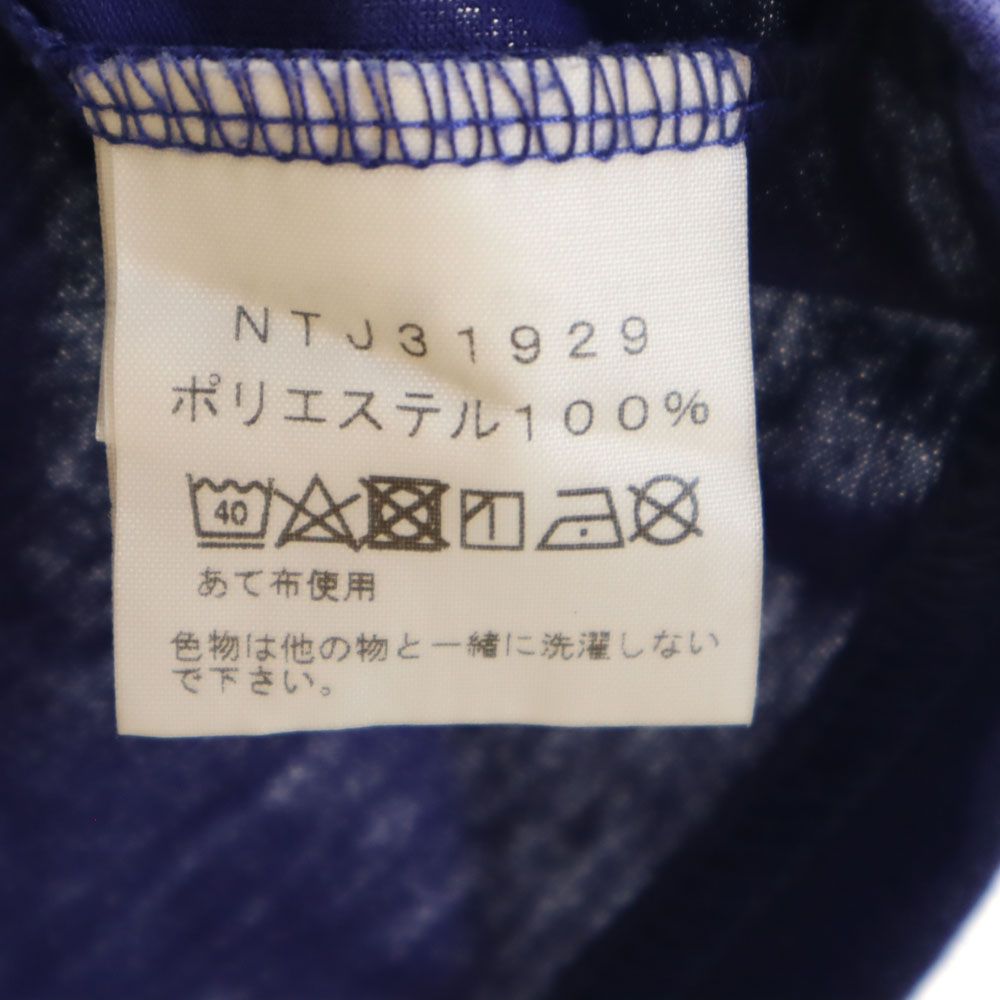 NTJ31929
ポリエステル100%
40
あて布使用
色物は他の物と一緒に洗濯しない
で下さい。